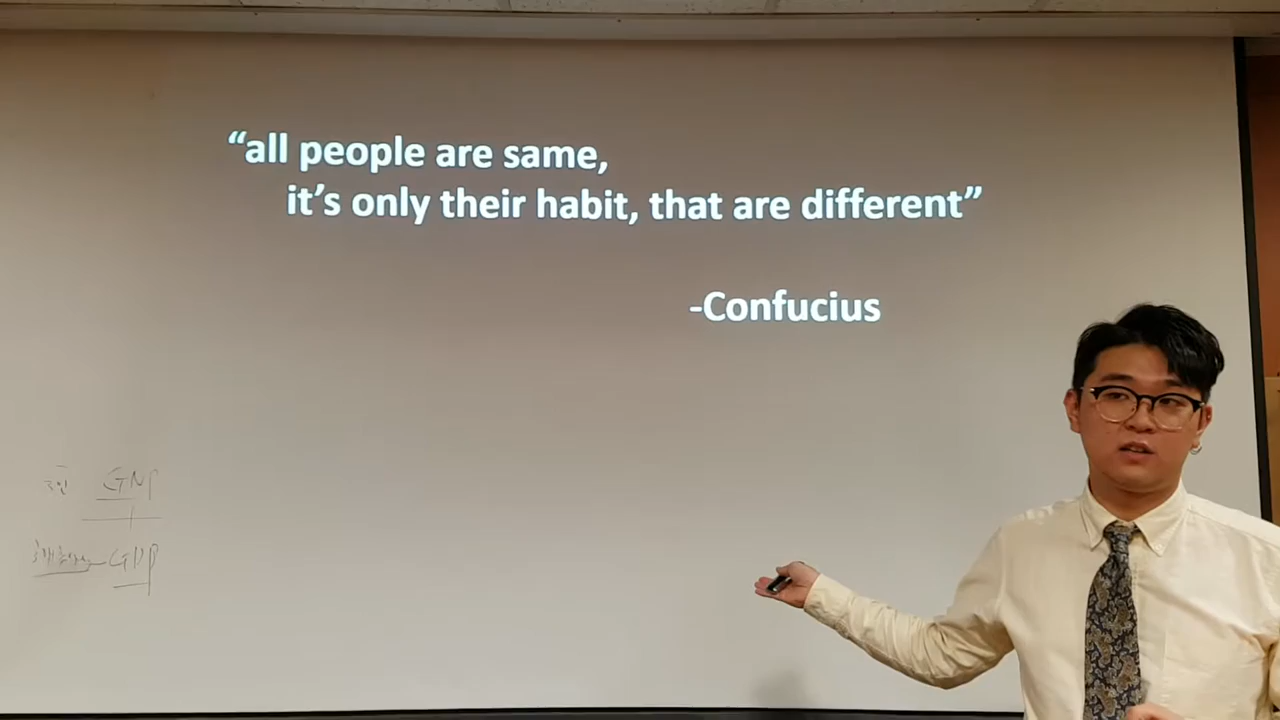 “all people are same,
it’s only their habit, that are different”
-Confucius
GNP
GDP